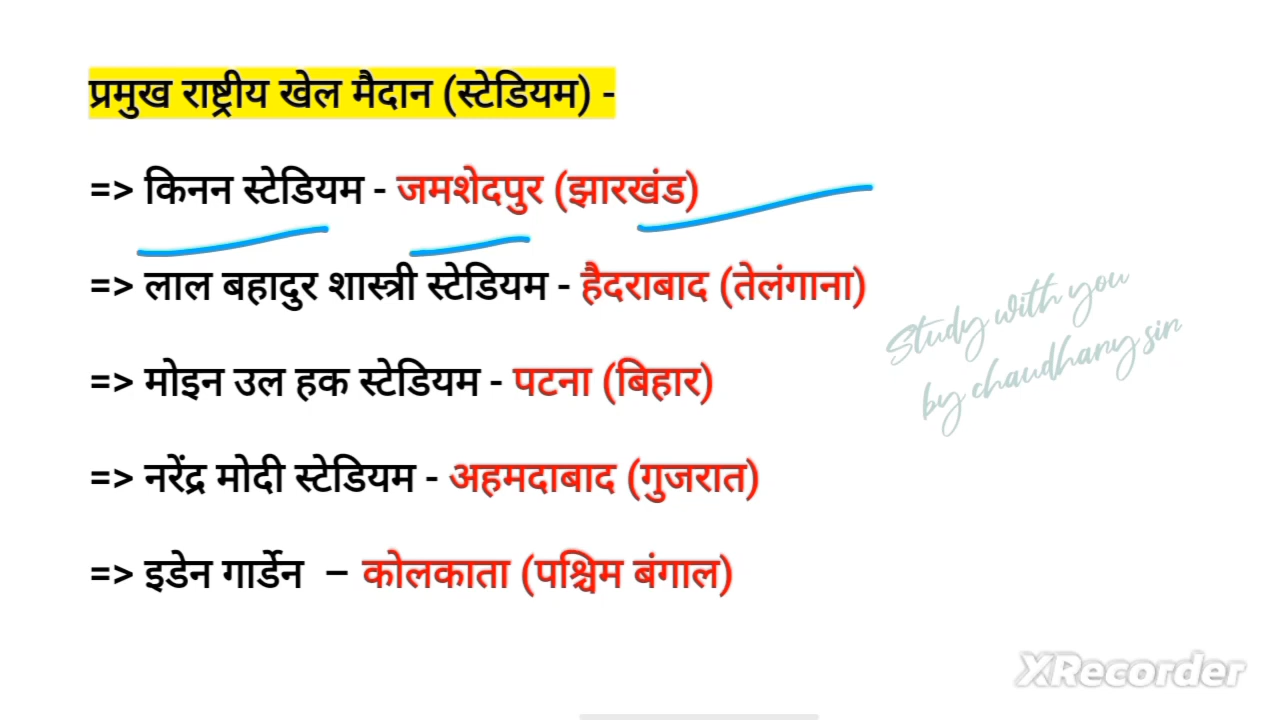 प्रमुख राष्ट्रीय खेल मैदान (स्टेडियम) -
=> किनन स्टेडियम - जमशेदपुर (झारखंड)
=> लाल बहादुर शास्त्री स्टेडियम - हैदराबाद (तेलंगाना)
=> मोइन उल हक स्टेडियम - पटना (बिहार)
=> नरेंद्र मोदी स्टेडियम - अहमदाबाद (गुजरात)
=> इडेन गार्डेन – कोलकाता (पश्चिम बंगाल)
Study with you
by chaudhary sir
XRecorder